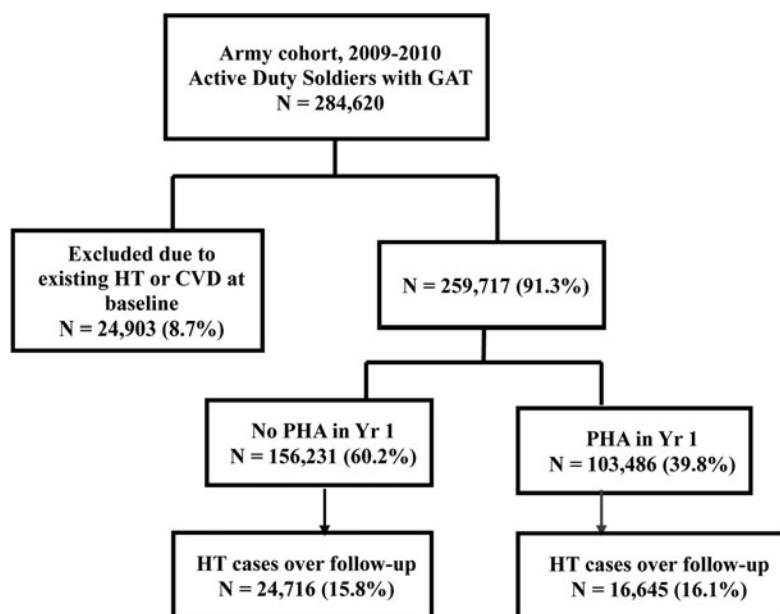 Army cohort, 2009-2010
Active Duty Soldiers with GAT
N = 284,620
Excluded due to
existing HT or CVD at
baseline
N = 24,903 (8.7%)
N = 259,717 (91.3%)
No PHA in Yr 1
N = 156,231 (60.2%)
PHA in Yr 1
N = 103,486 (39.8%)
HT cases over follow-up
N = 24,716 (15.8%)
HT cases over follow-up
N = 16,645 (16.1%)